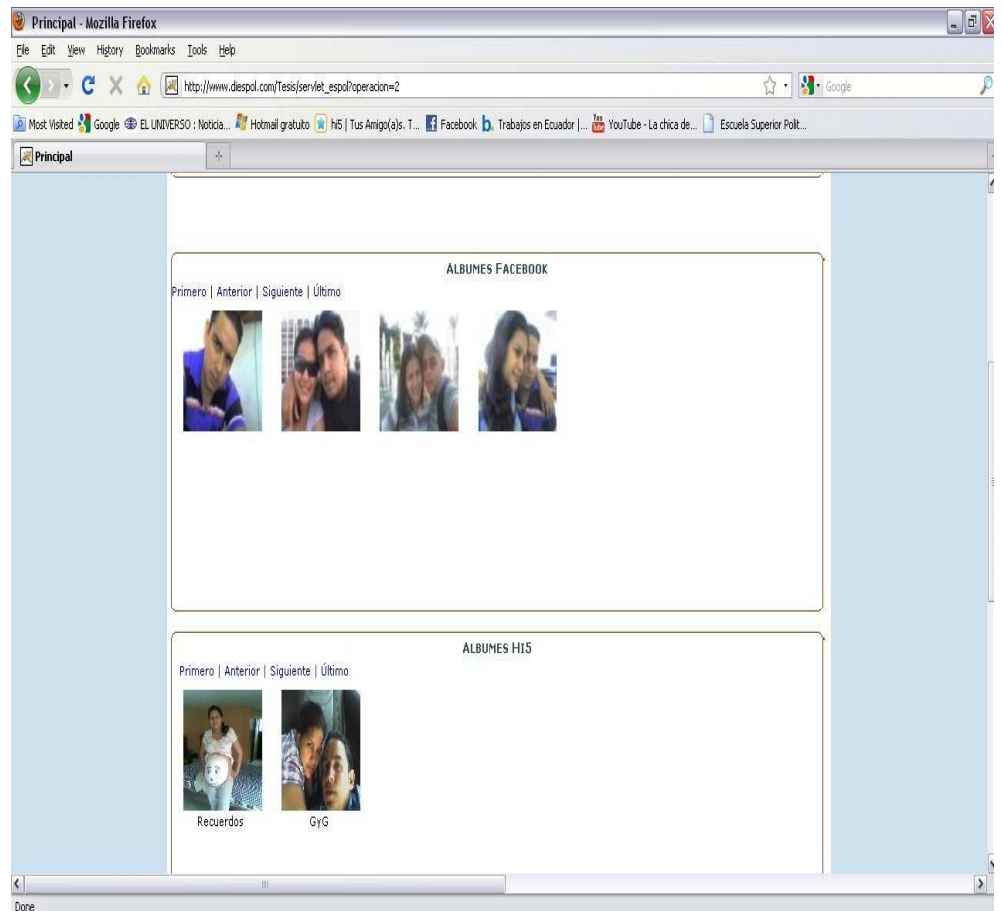 Principal - Mozilla Firefox
File Edit View History Bookmarks Tools Help
http://www.diespol.com/Tesis/servlet_espol?operacion=2
Google
Most Visited Google EL UNIVERSO : Noticia... Hotmail gratuito hi5 | Tus Amigo(a)s. T... Facebook Trabajos en Ecuador |... YouTube - La chica de... Escuela Superior Polit...
Principal
ALBUMES FACEBOOK
Primero | Anterior | Siguiente | Último
ALBUMES HI5
Primero | Anterior | Siguiente | Último
Recuerdos GyG
Done